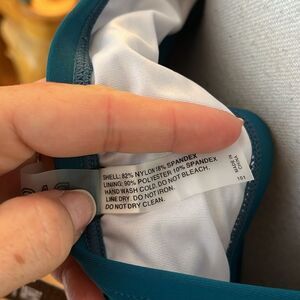 SHELL: 82% NYLON 18% SPANDEX
LINING: 90% POLYESTER 10% SPANDEX
HAND WASH COLD. DO NOT BLEACH.
LINE DRY. DO NOT IRON.
DO NOT DRY CLEAN.
MADE IN
CHINA